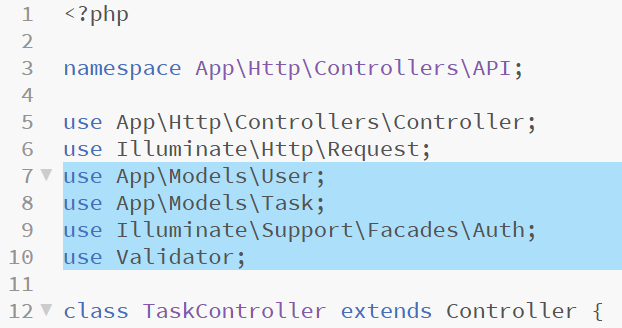 1 <?php
2
3 namespace App\Http\Controllers\API;
4
5 use App\Http\Controllers\Controller;
6 use Illuminate\Http\Request;
7 use App\Models\User;
8 use App\Models\Task;
9 use Illuminate\Support\Facades\Auth;
10 use Validator;
11
12 class TaskController extends Controller {